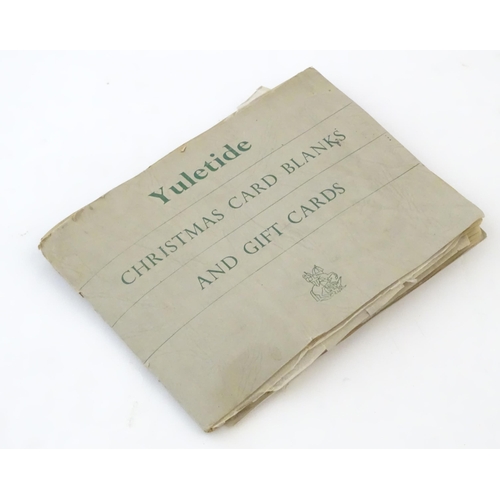 Yuletide
CHRISTMAS CARD BLANKS
AND GIFT CARDS